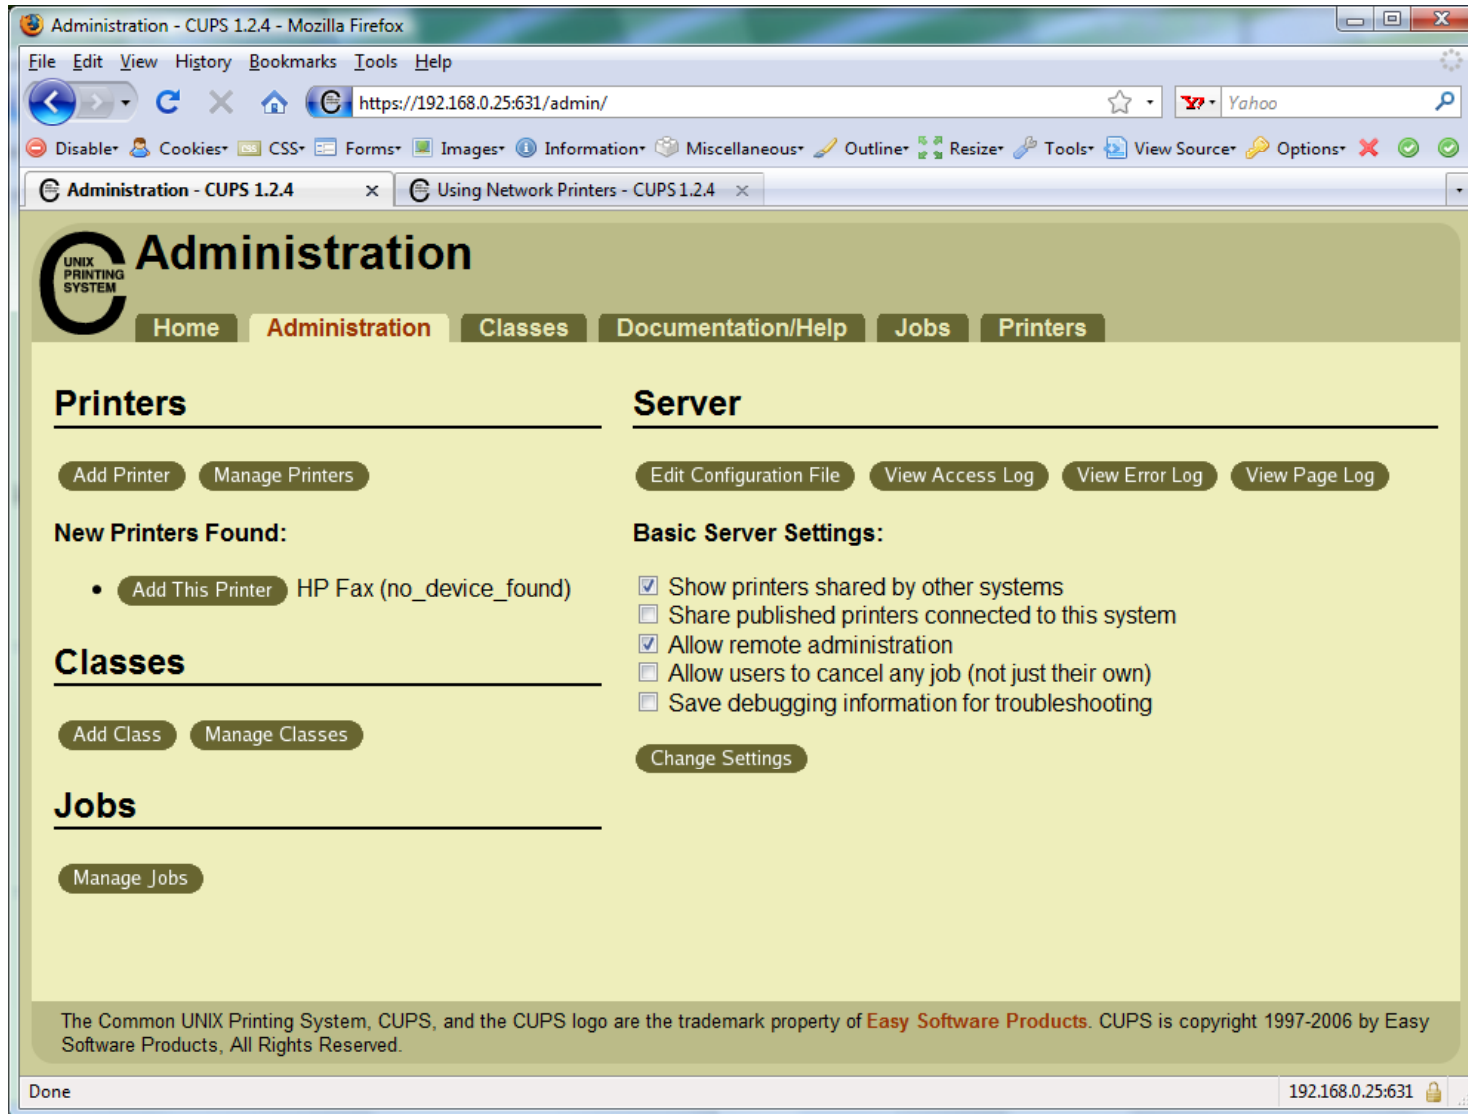 Administration - CUPS 1.2.4 - Mozilla Firefox
File Edit View History Bookmarks Tools Help
https://192.168.0.25:631/admin/
Yahoo
Disable Cookies CSS Forms Images Information Miscellaneous Outline Resize Tools View Source Options
Administration - CUPS 1.2.4
Using Network Printers - CUPS 1.2.4
UNIX
PRINTING
SYSTEM
Administration
Home Administration Classes Documentation/Help Jobs Printers
Printers
Add Printer Manage Printers
New Printers Found:
• Add This Printer HP Fax (no_device_found)
Classes
Add Class Manage Classes
Jobs
Manage Jobs
Server
Edit Configuration File View Access Log View Error Log View Page Log
Basic Server Settings:
Show printers shared by other systems
Share published printers connected to this system
Allow remote administration
Allow users to cancel any job (not just their own)
Save debugging information for troubleshooting
Change Settings
The Common UNIX Printing System, CUPS, and the CUPS logo are the trademark property of Easy Software Products. CUPS is copyright 1997-2006 by Easy
Software Products, All Rights Reserved.
Done
192.168.0.25:631